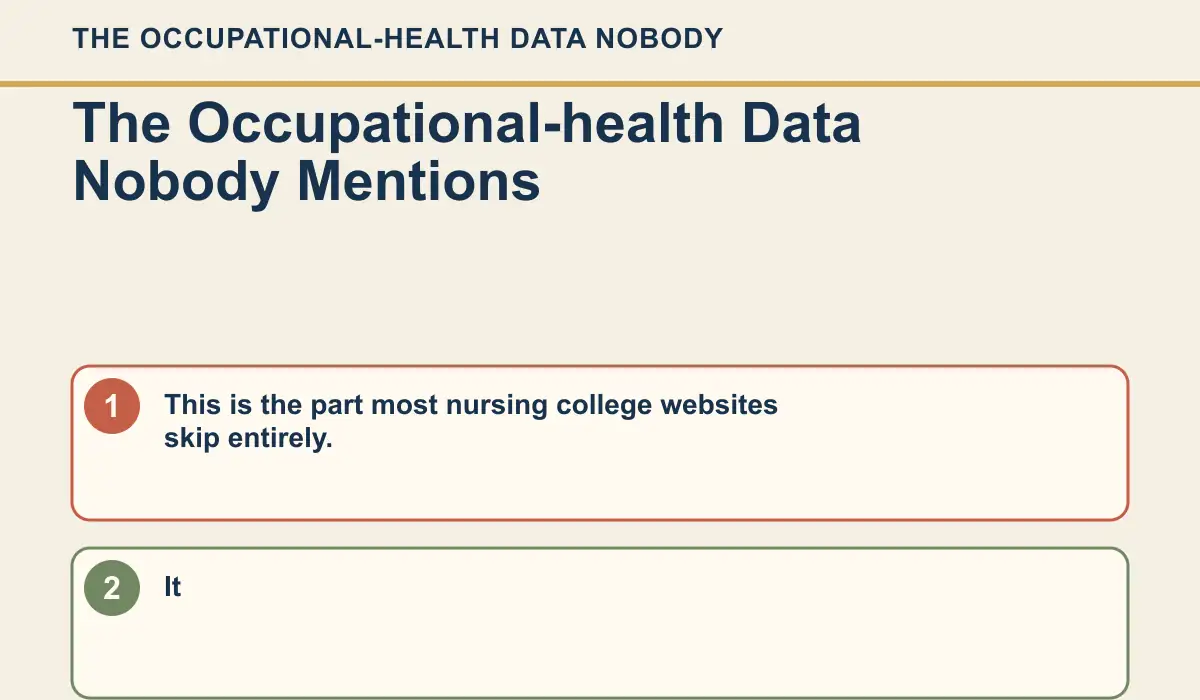 THE OCCUPATIONAL-HEALTH DATA NOBODY
The Occupational-health Data
Nobody Mentions
1
This is the part most nursing college websites
skip entirely.
2
It